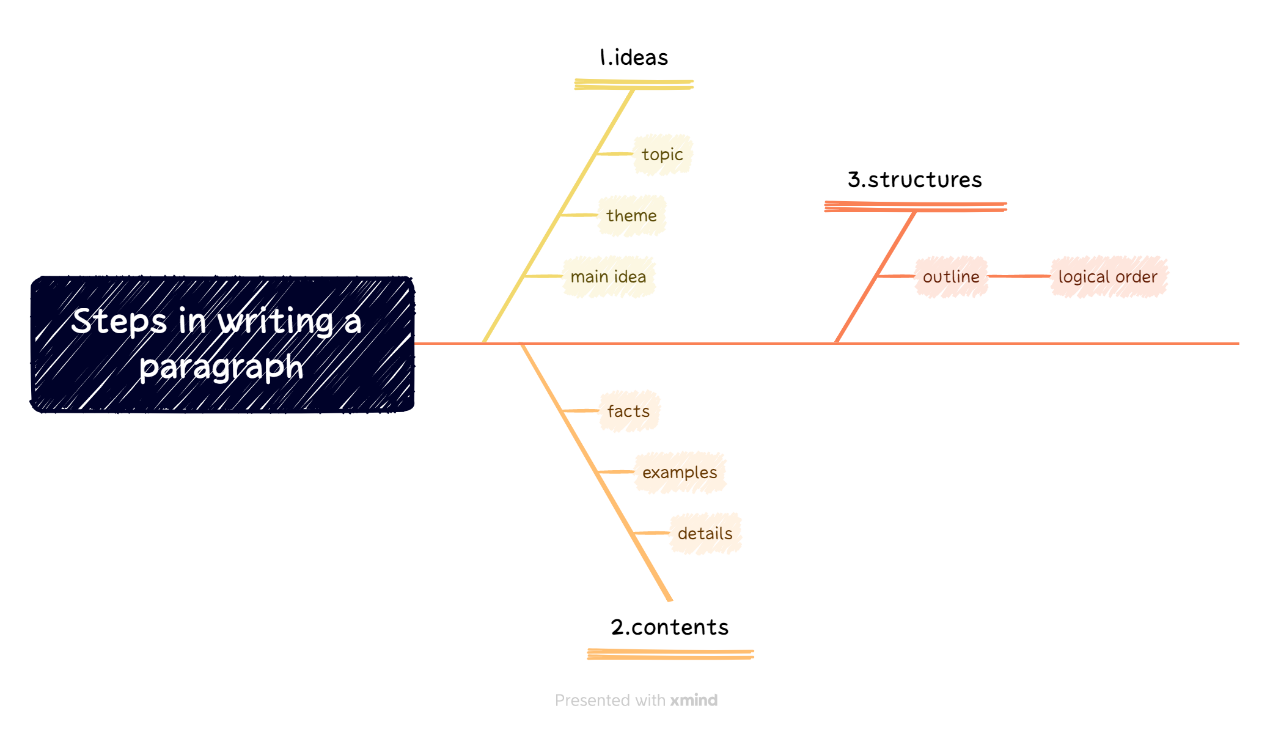 1.ideas
topic
theme
main idea
3.structures
outline
logical order
Steps in writing a
paragraph
facts
examples
details
2.contents
Presented with xmind